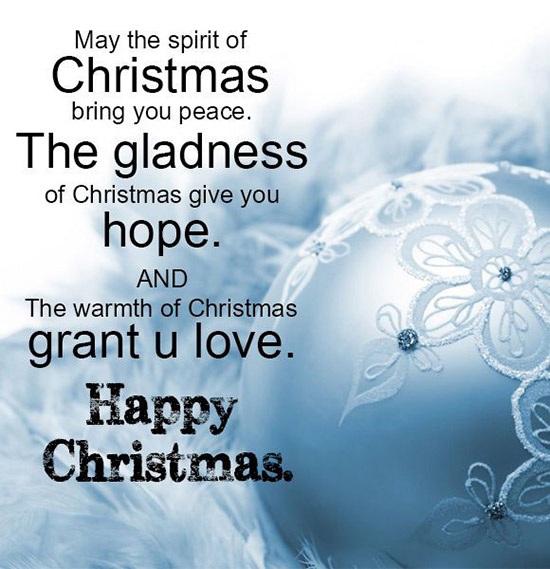 May the spirit of
Christmas
bring you peace.
The gladness
of Christmas give you
hope.
AND
The warmth of Christmas
grant u love.
Happy
Christmas.